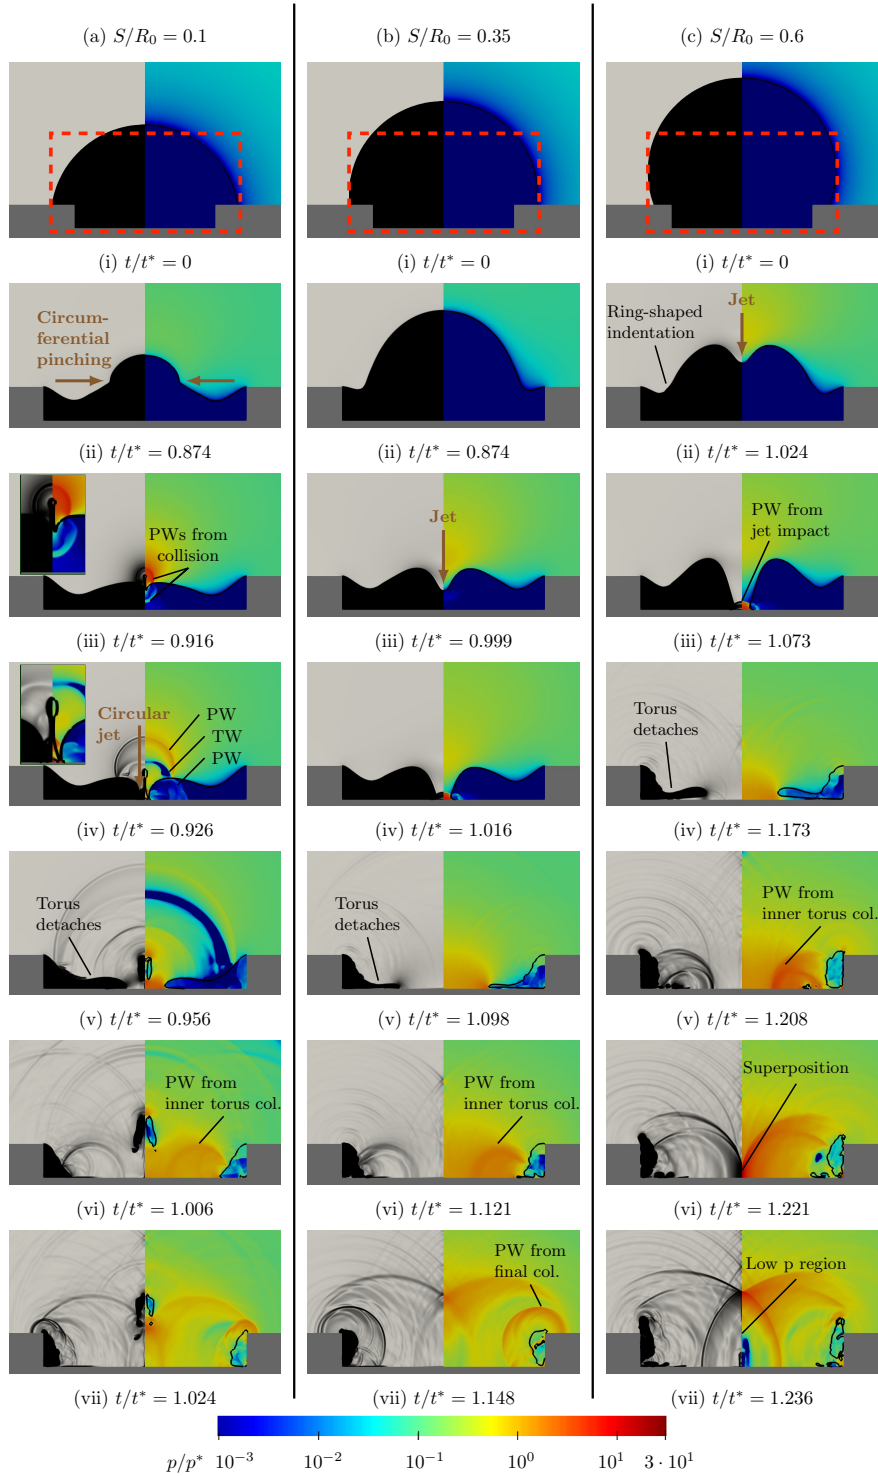 (a) S/R₀ = 0.1
(b) S/R₀ = 0.35
(c) S/R₀ = 0.6
(i) t/t* = 0
(i) t/t* = 0
(i) t/t* = 0
Circum-
ferential
pinching
Ring-shaped
indentation
Jet
(ii) t/t* = 0.874
(ii) t/t* = 0.874
(ii) t/t* = 1.024
PWs from
collision
Jet
PW from
jet impact
(iii) t/t* = 0.916
(iii) t/t* = 0.999
(iii) t/t* = 1.073
Circular
jet
PW
TW
PW
Torus
detaches
(iv) t/t* = 0.926
(iv) t/t* = 1.016
(iv) t/t* = 1.173
Torus
detaches
Torus
detaches
PW from
inner torus col.
(v) t/t* = 0.956
(v) t/t* = 1.098
(v) t/t* = 1.208
PW from
inner torus col.
PW from
inner torus col.
Superposition
(vi) t/t* = 1.006
(vi) t/t* = 1.121
(vi) t/t* = 1.221
PW from
final col.
Low p region
(vii) t/t* = 1.024
(vii) t/t* = 1.148
(vii) t/t* = 1.236
p/p* 10⁻³ 10⁻² 10⁻¹ 10⁰ 10¹ 3 · 10¹